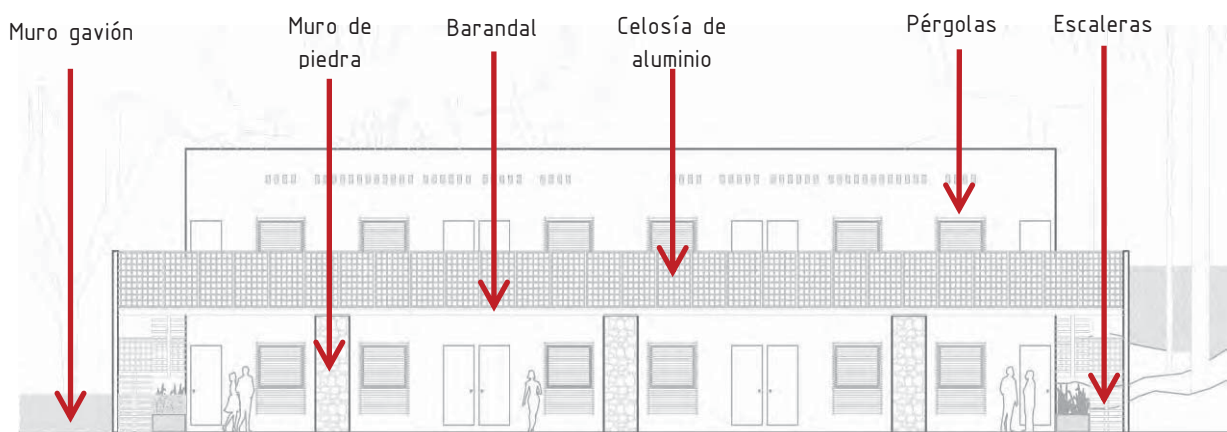 Muro gavión
Muro de
piedra
Barandal
Celosía de
aluminio
Pérgolas
Escaleras